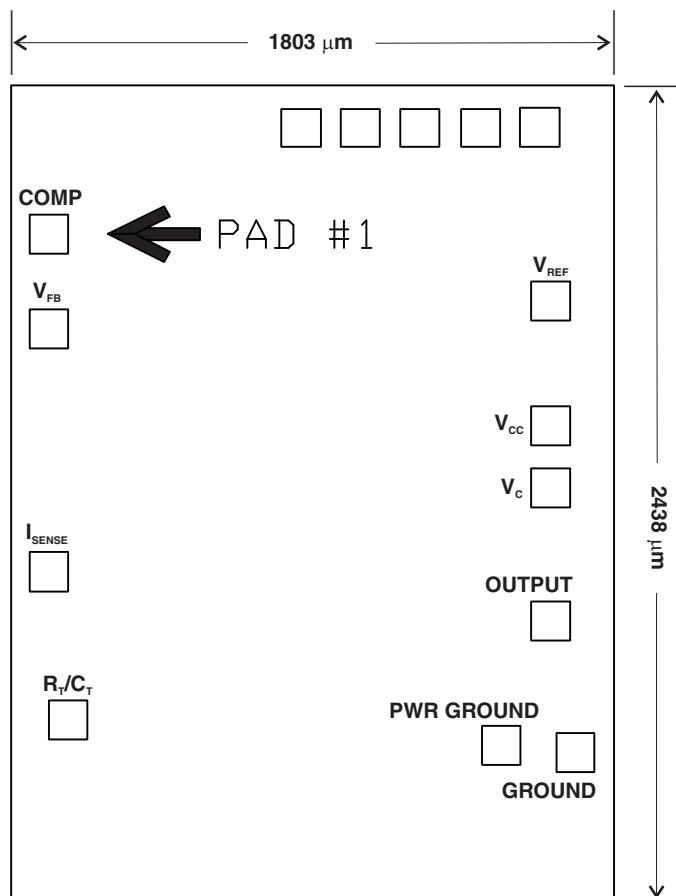 1803 μm
COMP
PAD #1
V_FB
V_REF
V_CC
V_C
2438 μm
I_SENSE
OUTPUT
R_T/C_T
PWR GROUND
GROUND